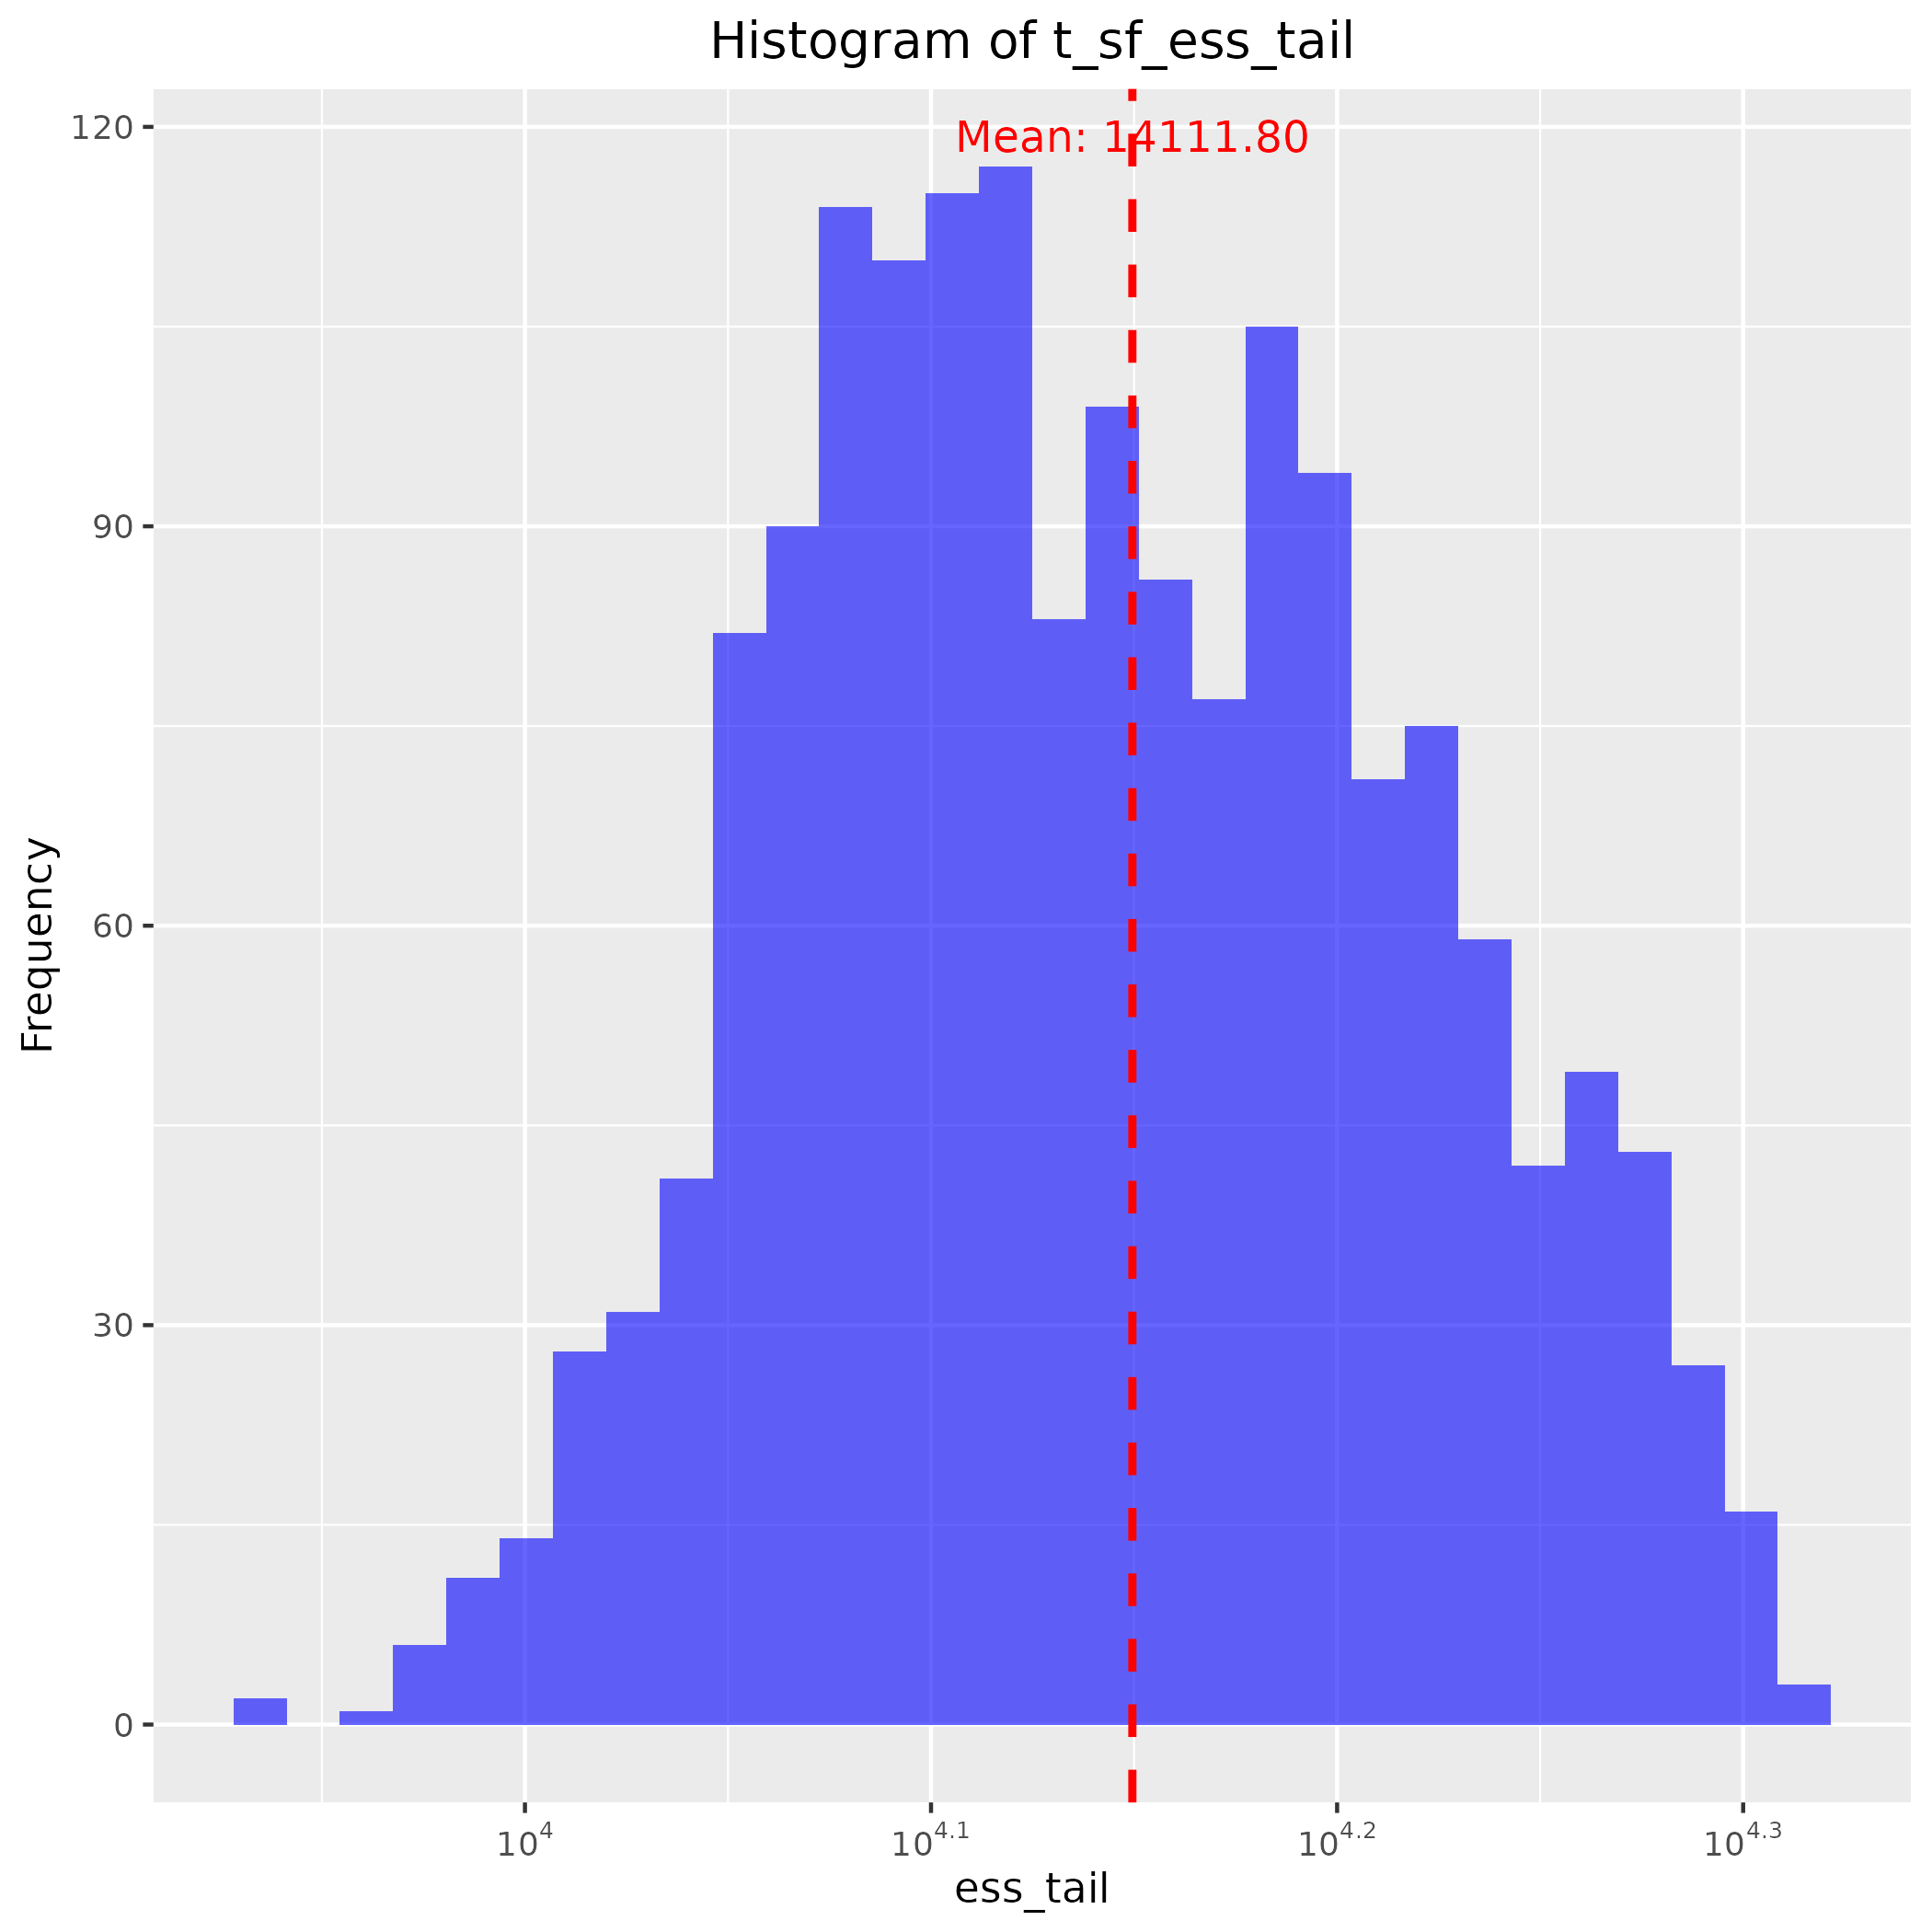 Histogram of t_sf_ess_tail
Mean: 14111.80
120
90
60
30
0
Frequency
10^4 10^4.1 10^4.2 10^4.3
ess_tail